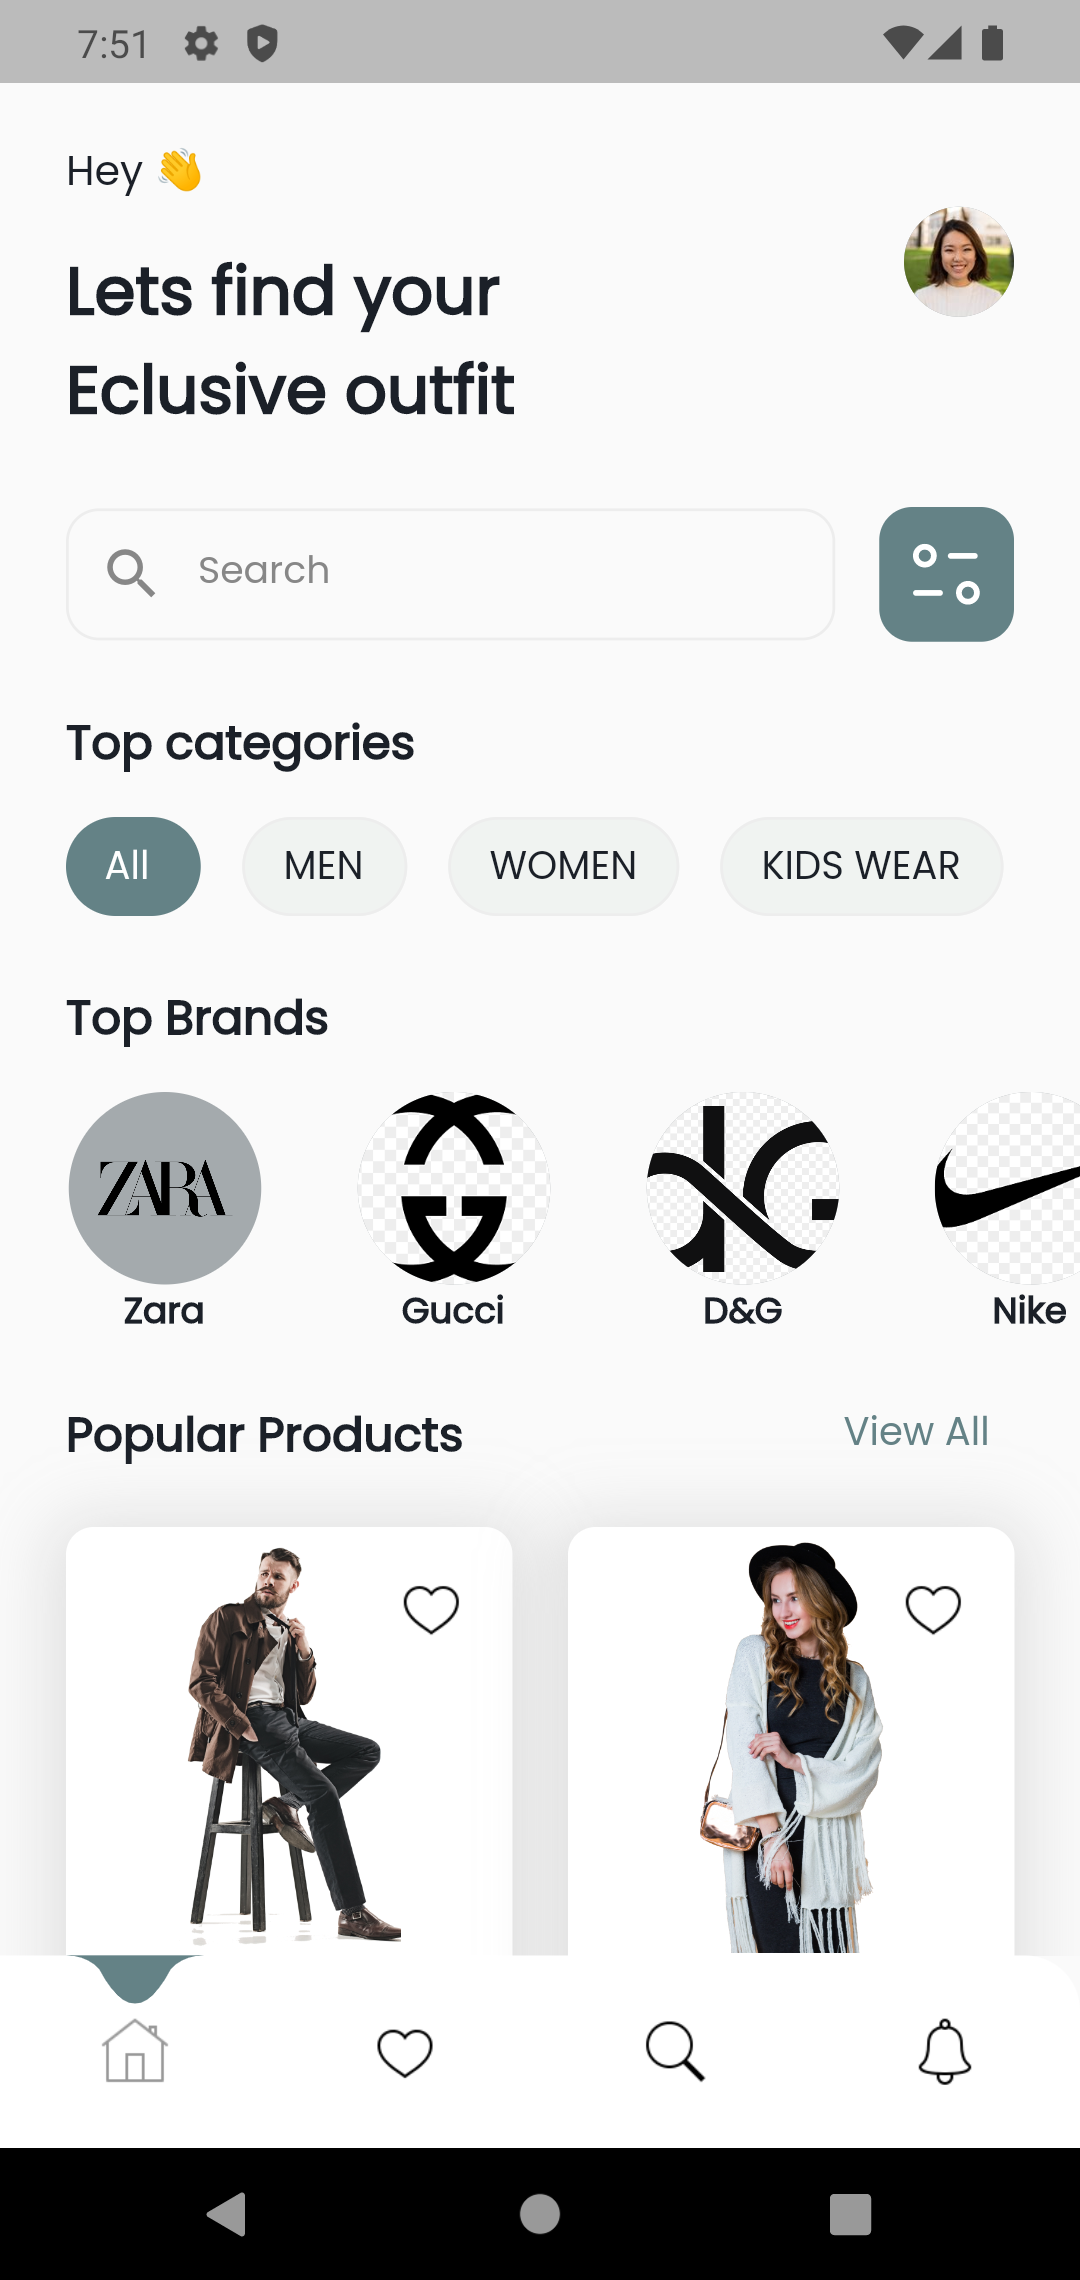 7:51
Hey 👋
Lets find your
Eclusive outfit
Search
Top categories
All
MEN
WOMEN
KIDS WEAR
Top Brands
ZARA
Zara
Gucci
D&G
Nike
Popular Products
View All